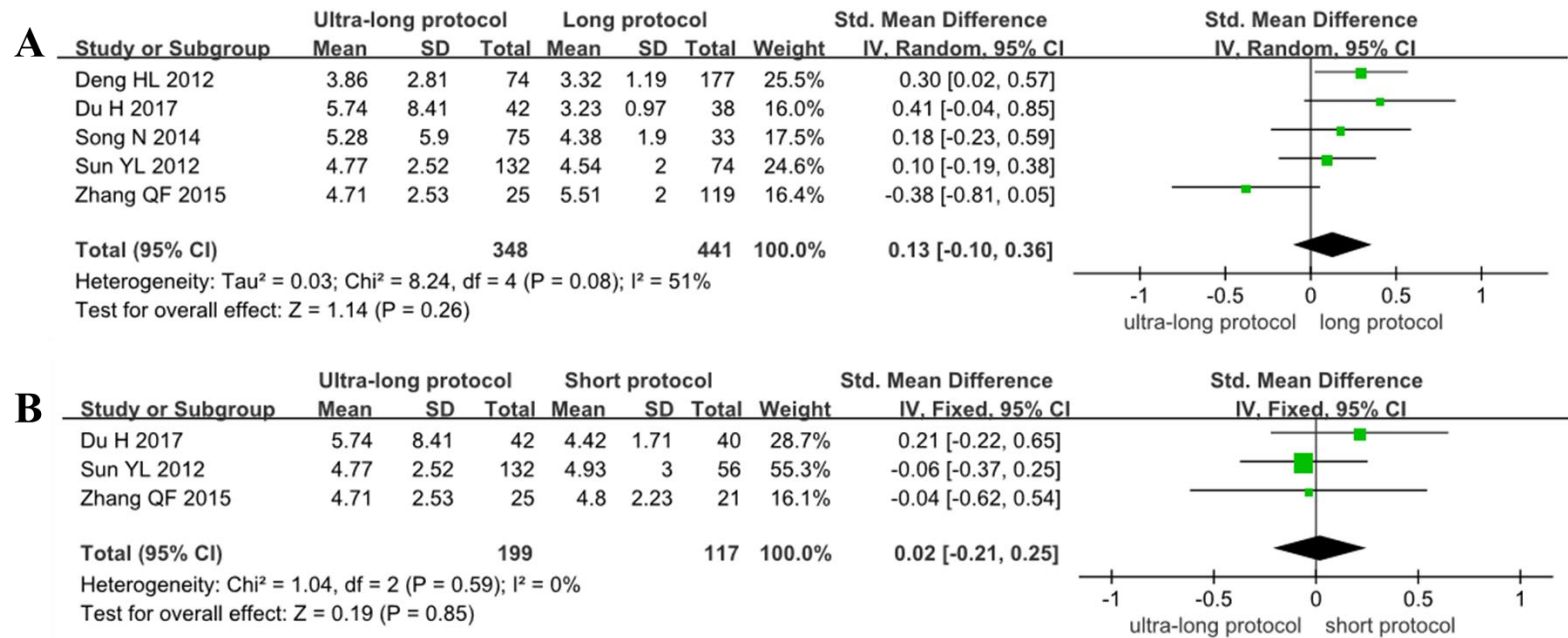 A
Ultra-long protocol Long protocol Std. Mean Difference Std. Mean Difference
Study or Subgroup Mean SD Total Mean SD Total Weight IV, Random, 95% CI IV, Random, 95% CI
Deng HL 2012 3.86 2.81 74 3.32 1.19 177 25.5% 0.30 [0.02, 0.57]
Du H 2017 5.74 8.41 42 3.23 0.97 38 16.0% 0.41 [-0.04, 0.85]
Song N 2014 5.28 5.9 75 4.38 1.9 33 17.5% 0.18 [-0.23, 0.59]
Sun YL 2012 4.77 2.52 132 4.54 2 74 24.6% 0.10 [-0.19, 0.38]
Zhang QF 2015 4.71 2.53 25 5.51 2 119 16.4% -0.38 [-0.81, 0.05]
Total (95% CI) 348 441 100.0% 0.13 [-0.10, 0.36]
Heterogeneity: Tau² = 0.03; Chi² = 8.24, df = 4 (P = 0.08); I² = 51%
Test for overall effect: Z = 1.14 (P = 0.26)
-1 -0.5 0 0.5 1
ultra-long protocol long protocol
B
Ultra-long protocol Short protocol Std. Mean Difference Std. Mean Difference
Study or Subgroup Mean SD Total Mean SD Total Weight IV, Fixed, 95% CI IV, Fixed, 95% CI
Du H 2017 5.74 8.41 42 4.42 1.71 40 28.7% 0.21 [-0.22, 0.65]
Sun YL 2012 4.77 2.52 132 4.93 3 56 55.3% -0.06 [-0.37, 0.25]
Zhang QF 2015 4.71 2.53 25 4.8 2.23 21 16.1% -0.04 [-0.62, 0.54]
Total (95% CI) 199 117 100.0% 0.02 [-0.21, 0.25]
Heterogeneity: Chi² = 1.04, df = 2 (P = 0.59); I² = 0%
Test for overall effect: Z = 0.19 (P = 0.85)
-1 -0.5 0 0.5 1
ultra-long protocol short protocol